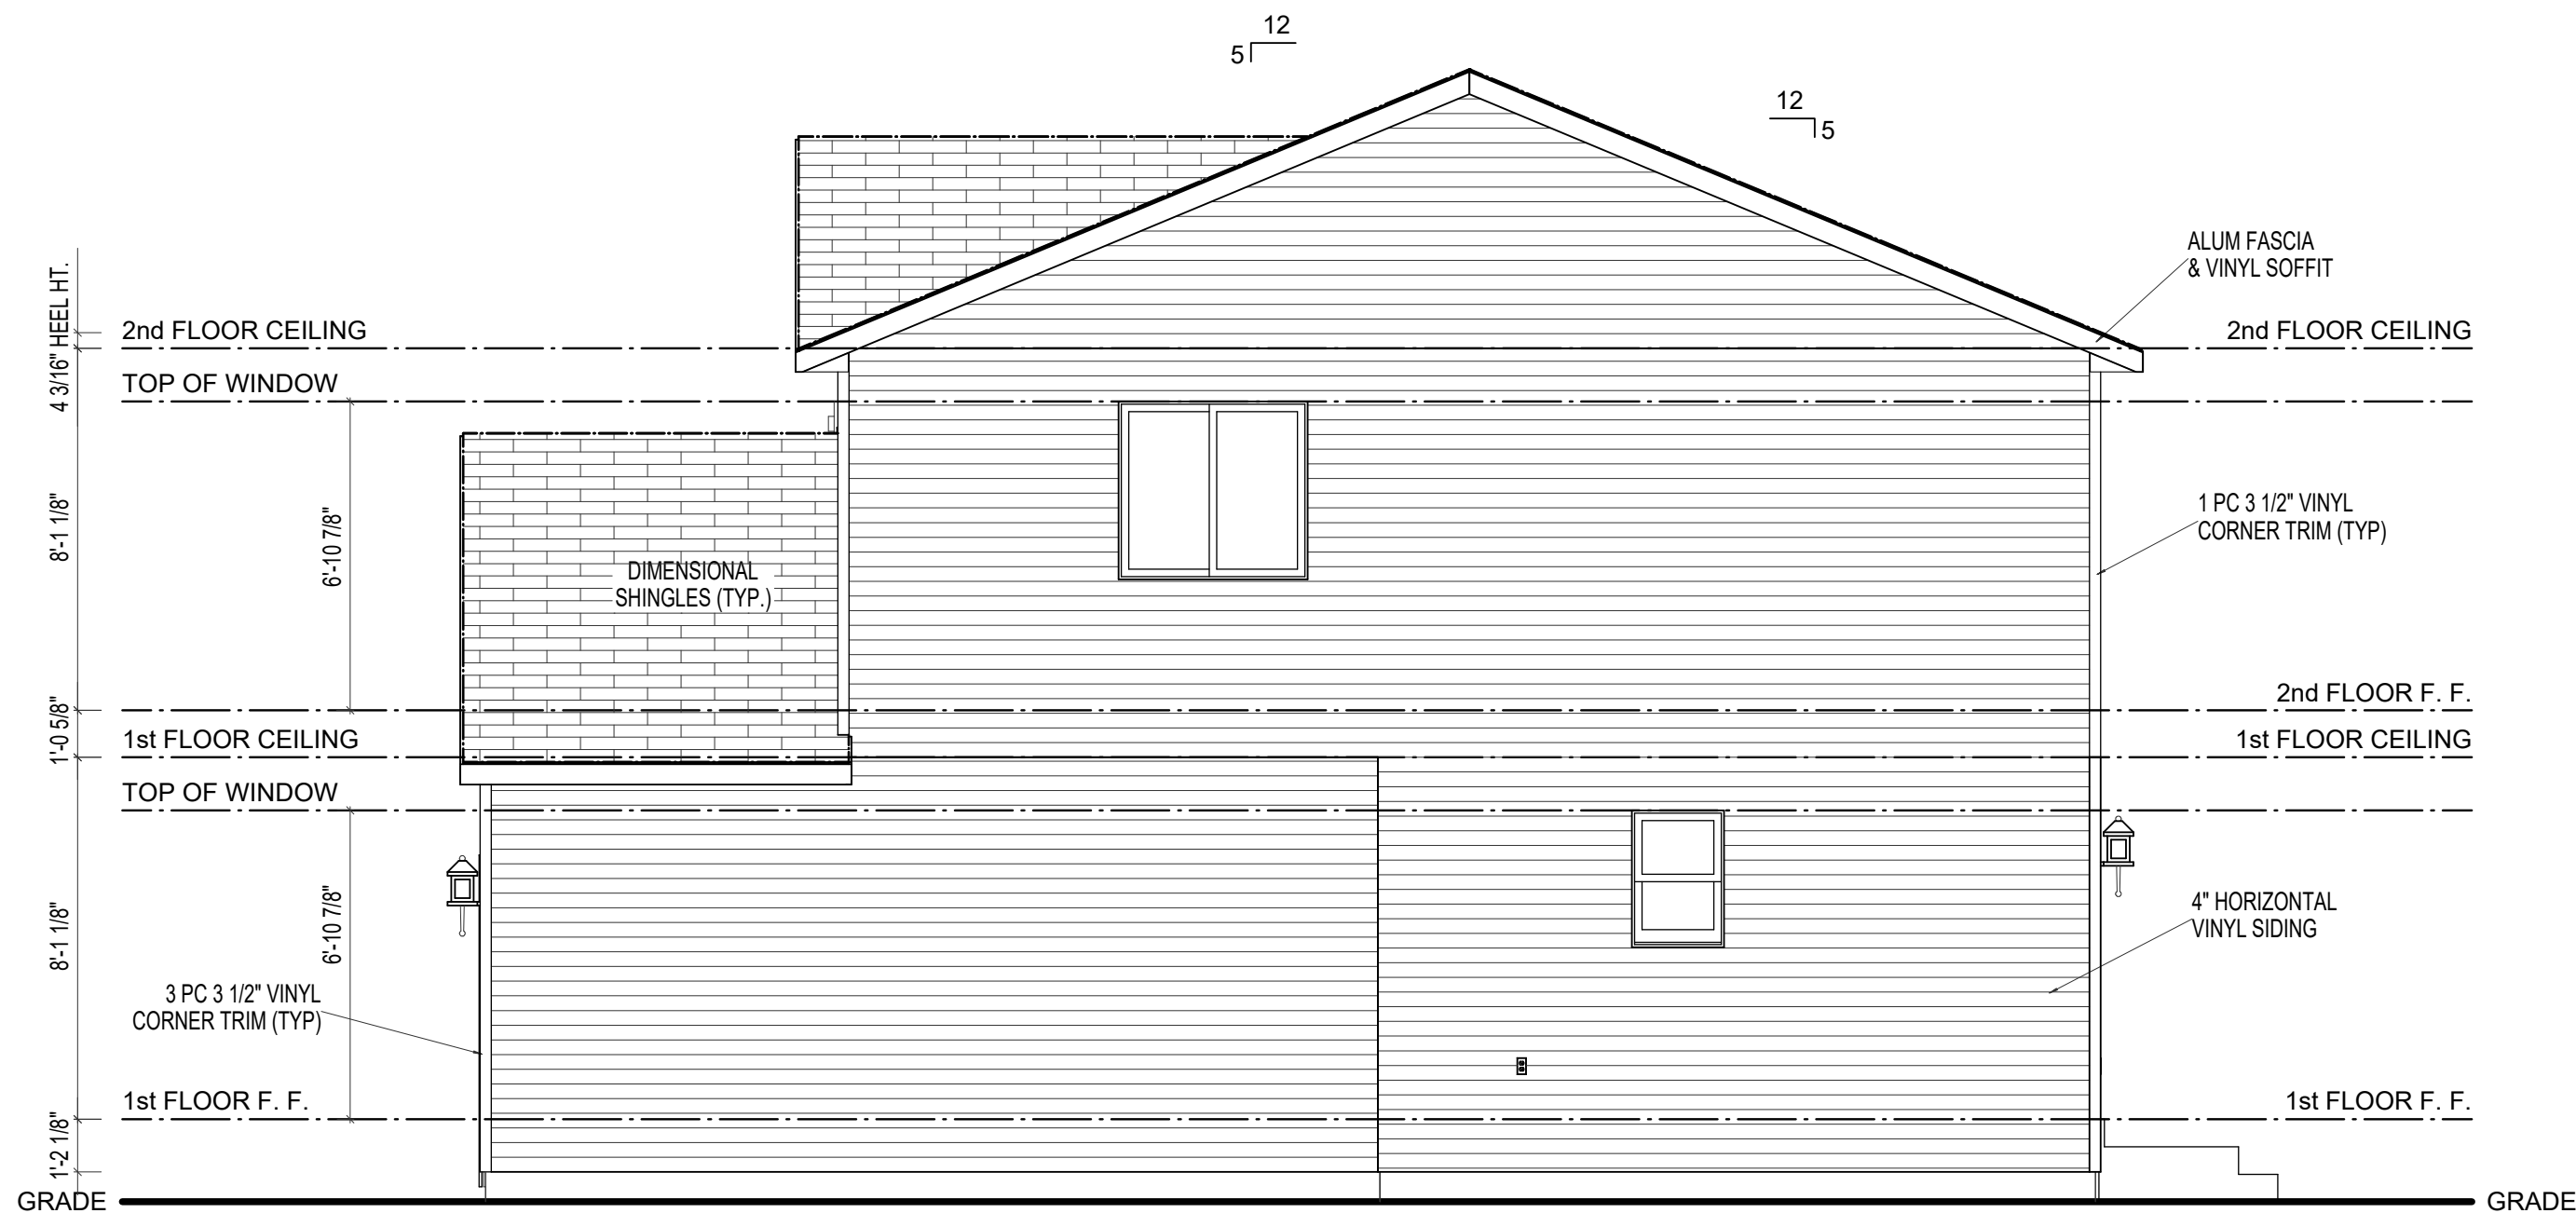 12
5
12
5
ALUM FASCIA
& VINYL SOFFIT
4 3/16" HEEL HT.
2nd FLOOR CEILING
2nd FLOOR CEILING
TOP OF WINDOW
8'-1 1/8"
6'-10 7/8"
DIMENSIONAL
SHINGLES (TYP.)
1 PC 3 1/2" VINYL
CORNER TRIM (TYP)
2nd FLOOR F. F.
1'-0 5/8"
1st FLOOR CEILING
1st FLOOR CEILING
TOP OF WINDOW
8'-1 1/8"
6'-10 7/8"
4" HORIZONTAL
VINYL SIDING
3 PC 3 1/2" VINYL
CORNER TRIM (TYP)
1st FLOOR F. F.
1st FLOOR F. F.
1'-2 1/8"
GRADE
GRADE